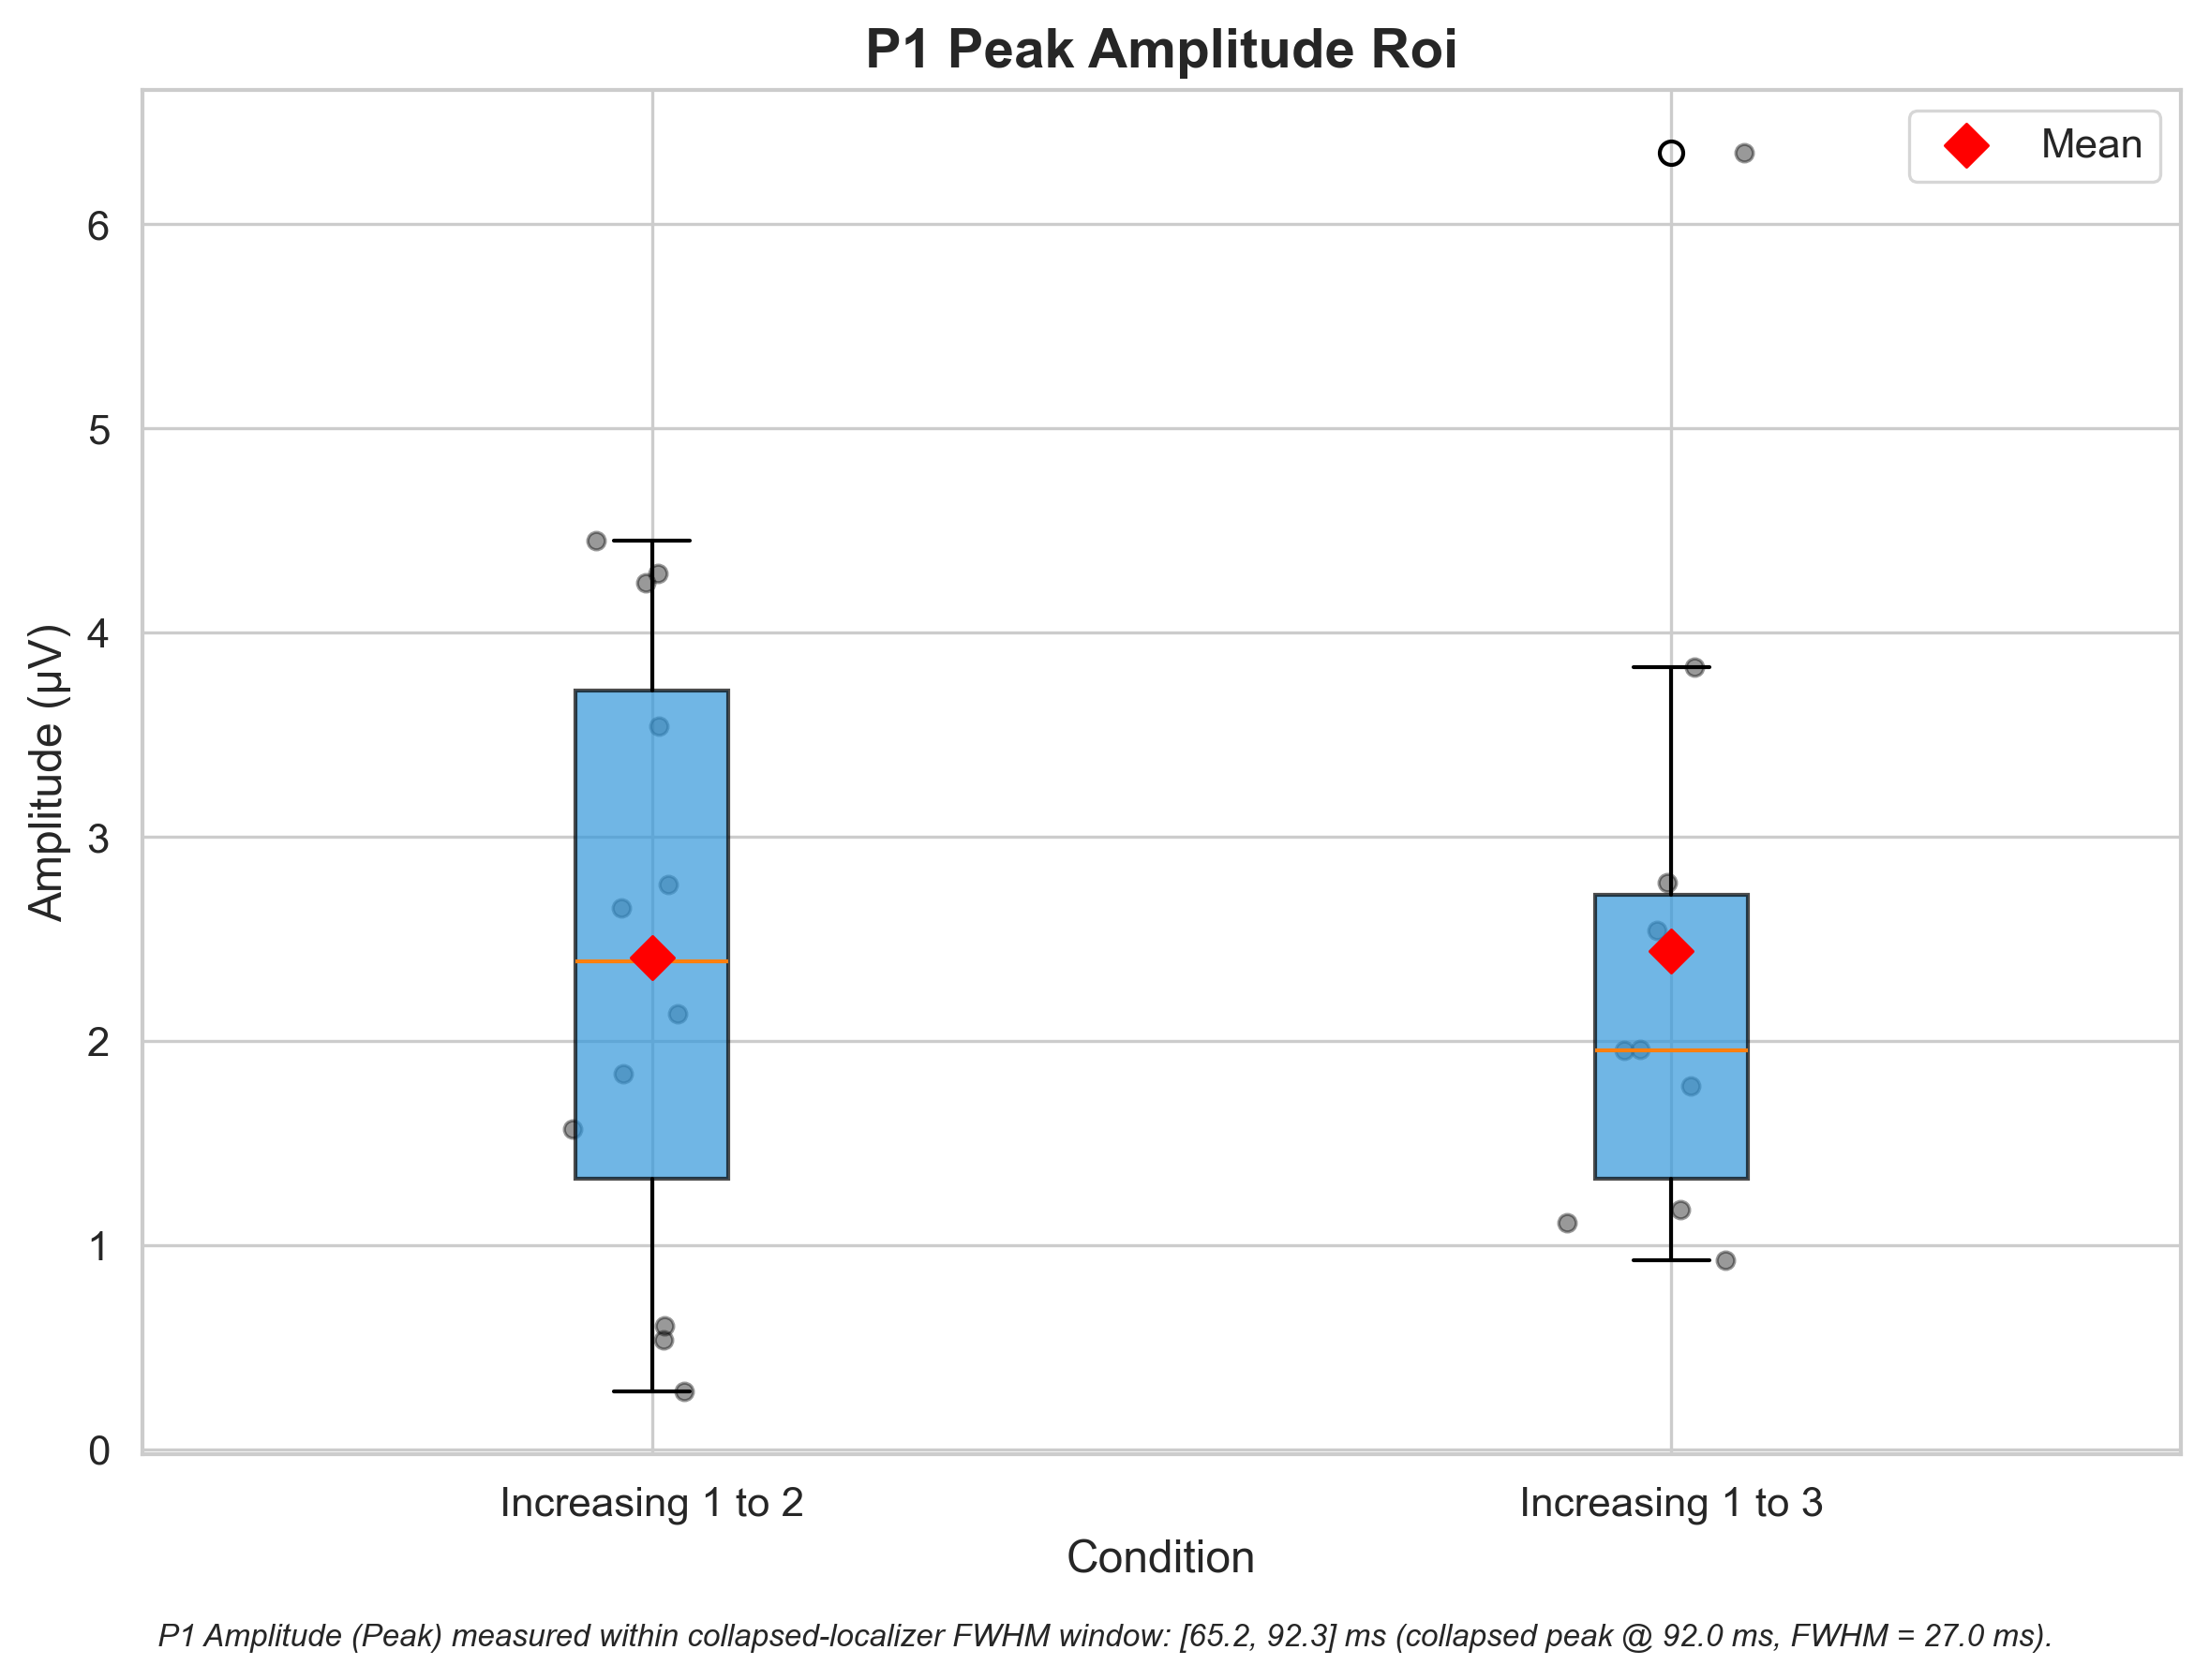 P1 Peak Amplitude Roi
Mean
6
5
4
3
2
1
0
Amplitude (µV)
Increasing 1 to 2
Increasing 1 to 3
Condition
P1 Amplitude (Peak) measured within collapsed-localizer FWHM window: [65.2, 92.3] ms (collapsed peak @ 92.0 ms, FWHM = 27.0 ms).